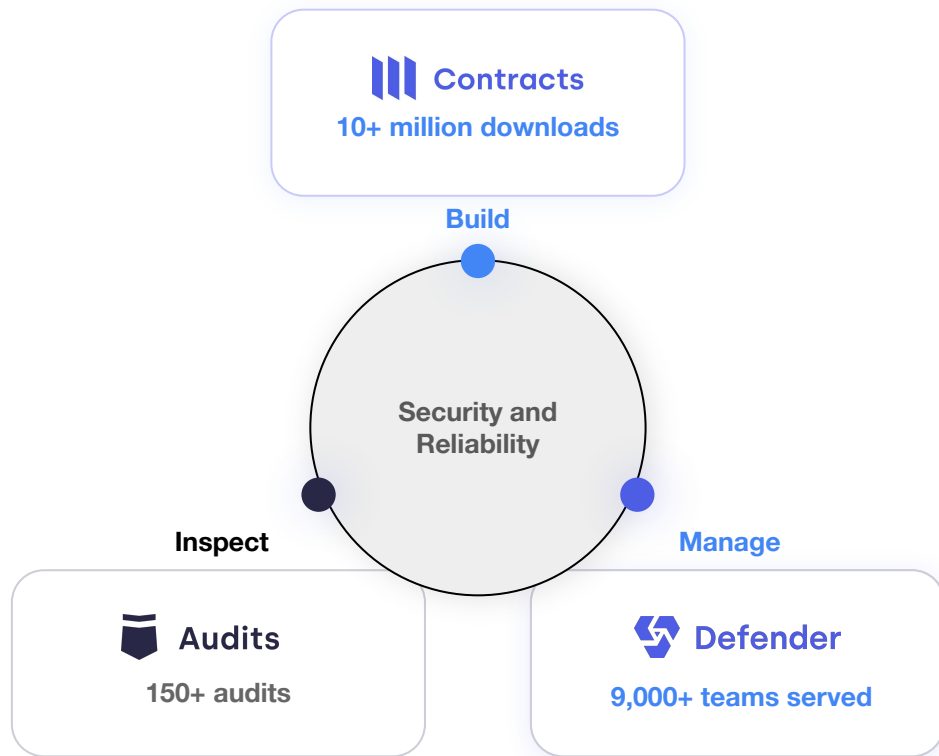 Contracts
10+ million downloads
Build
Security and
Reliability
Inspect
Manage
Audits
150+ audits
Defender
9,000+ teams served